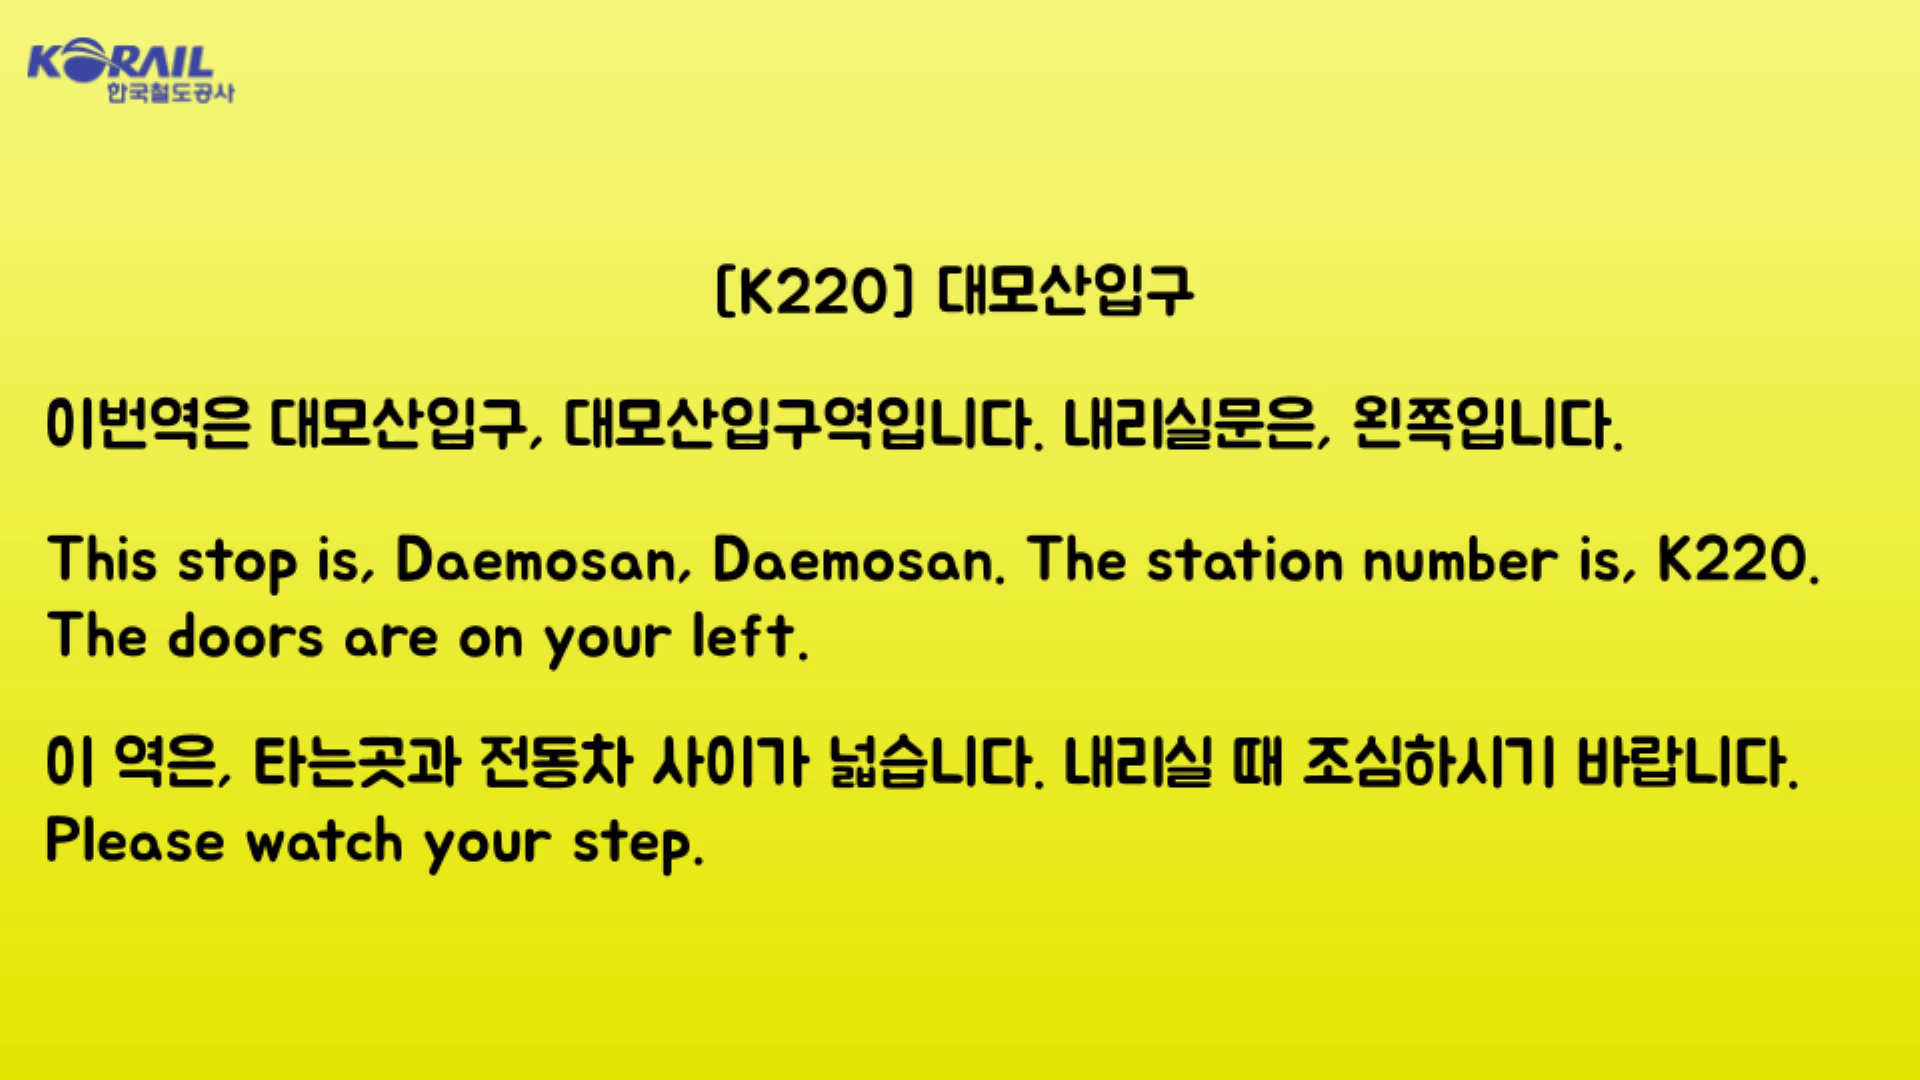 KORAIL
한국철도공사
[K220] 대모산입구
이번역은 대모산입구, 대모산입구역입니다. 내리실문은, 왼쪽입니다.
This stop is, Daemosan, Daemosan. The station number is, K220.
The doors are on your left.
이 역은, 타는곳과 전동차 사이가 넓습니다. 내리실 때 조심하시기 바랍니다.
Please watch your step.